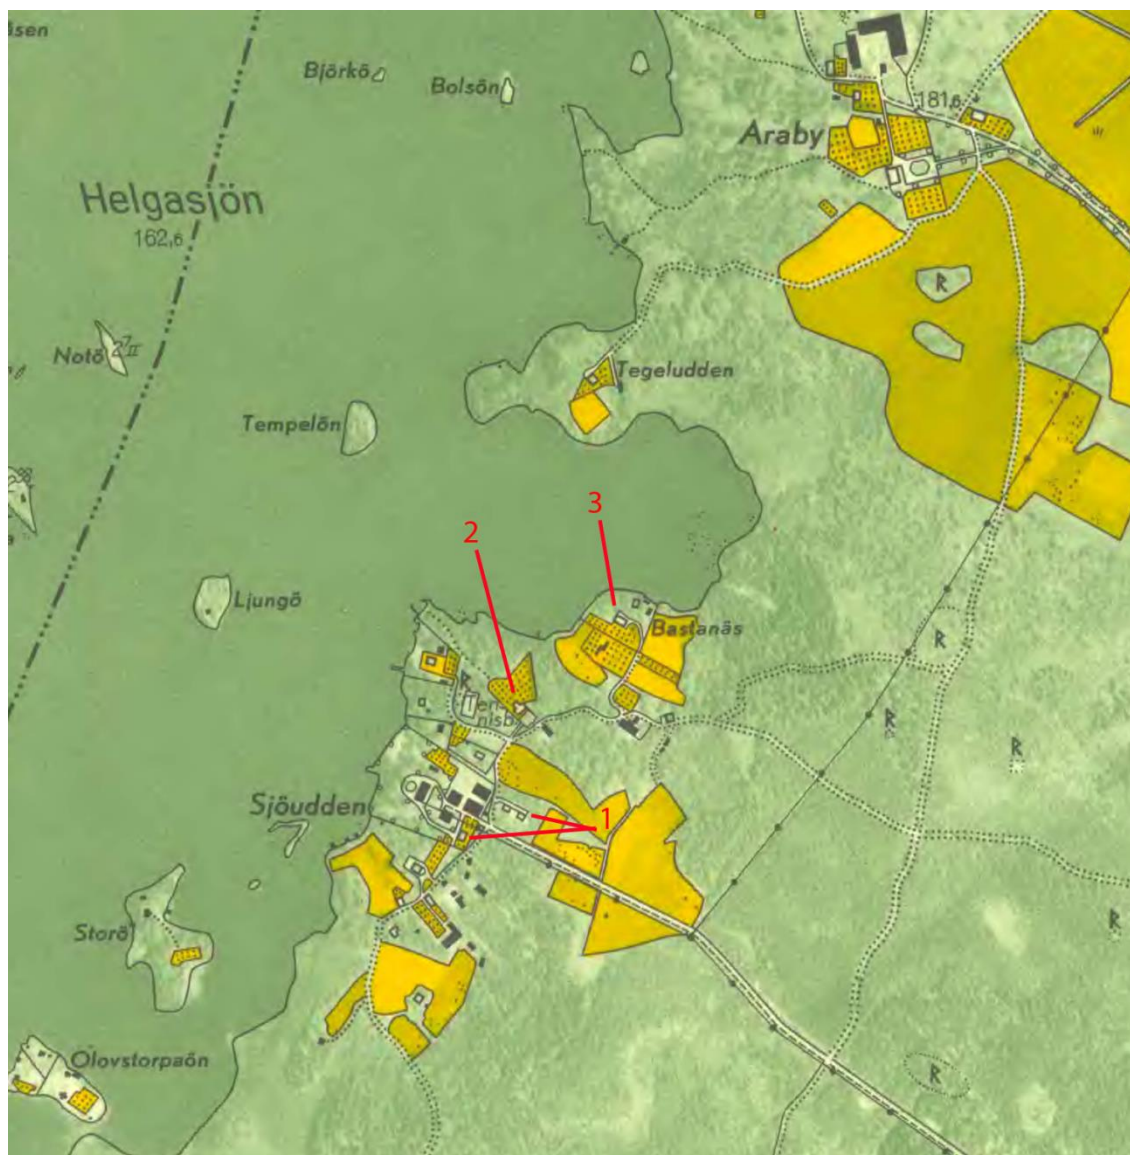 Björkö
Bolsön
181,6
Araby
Helgasjön
162,6
R
Notö
Tegeludden
Tempelön
3
2
Ljungö
Bastanäs
R
R
R
R
Sjöudden
1
Storö
R
Olovstorpaön
R